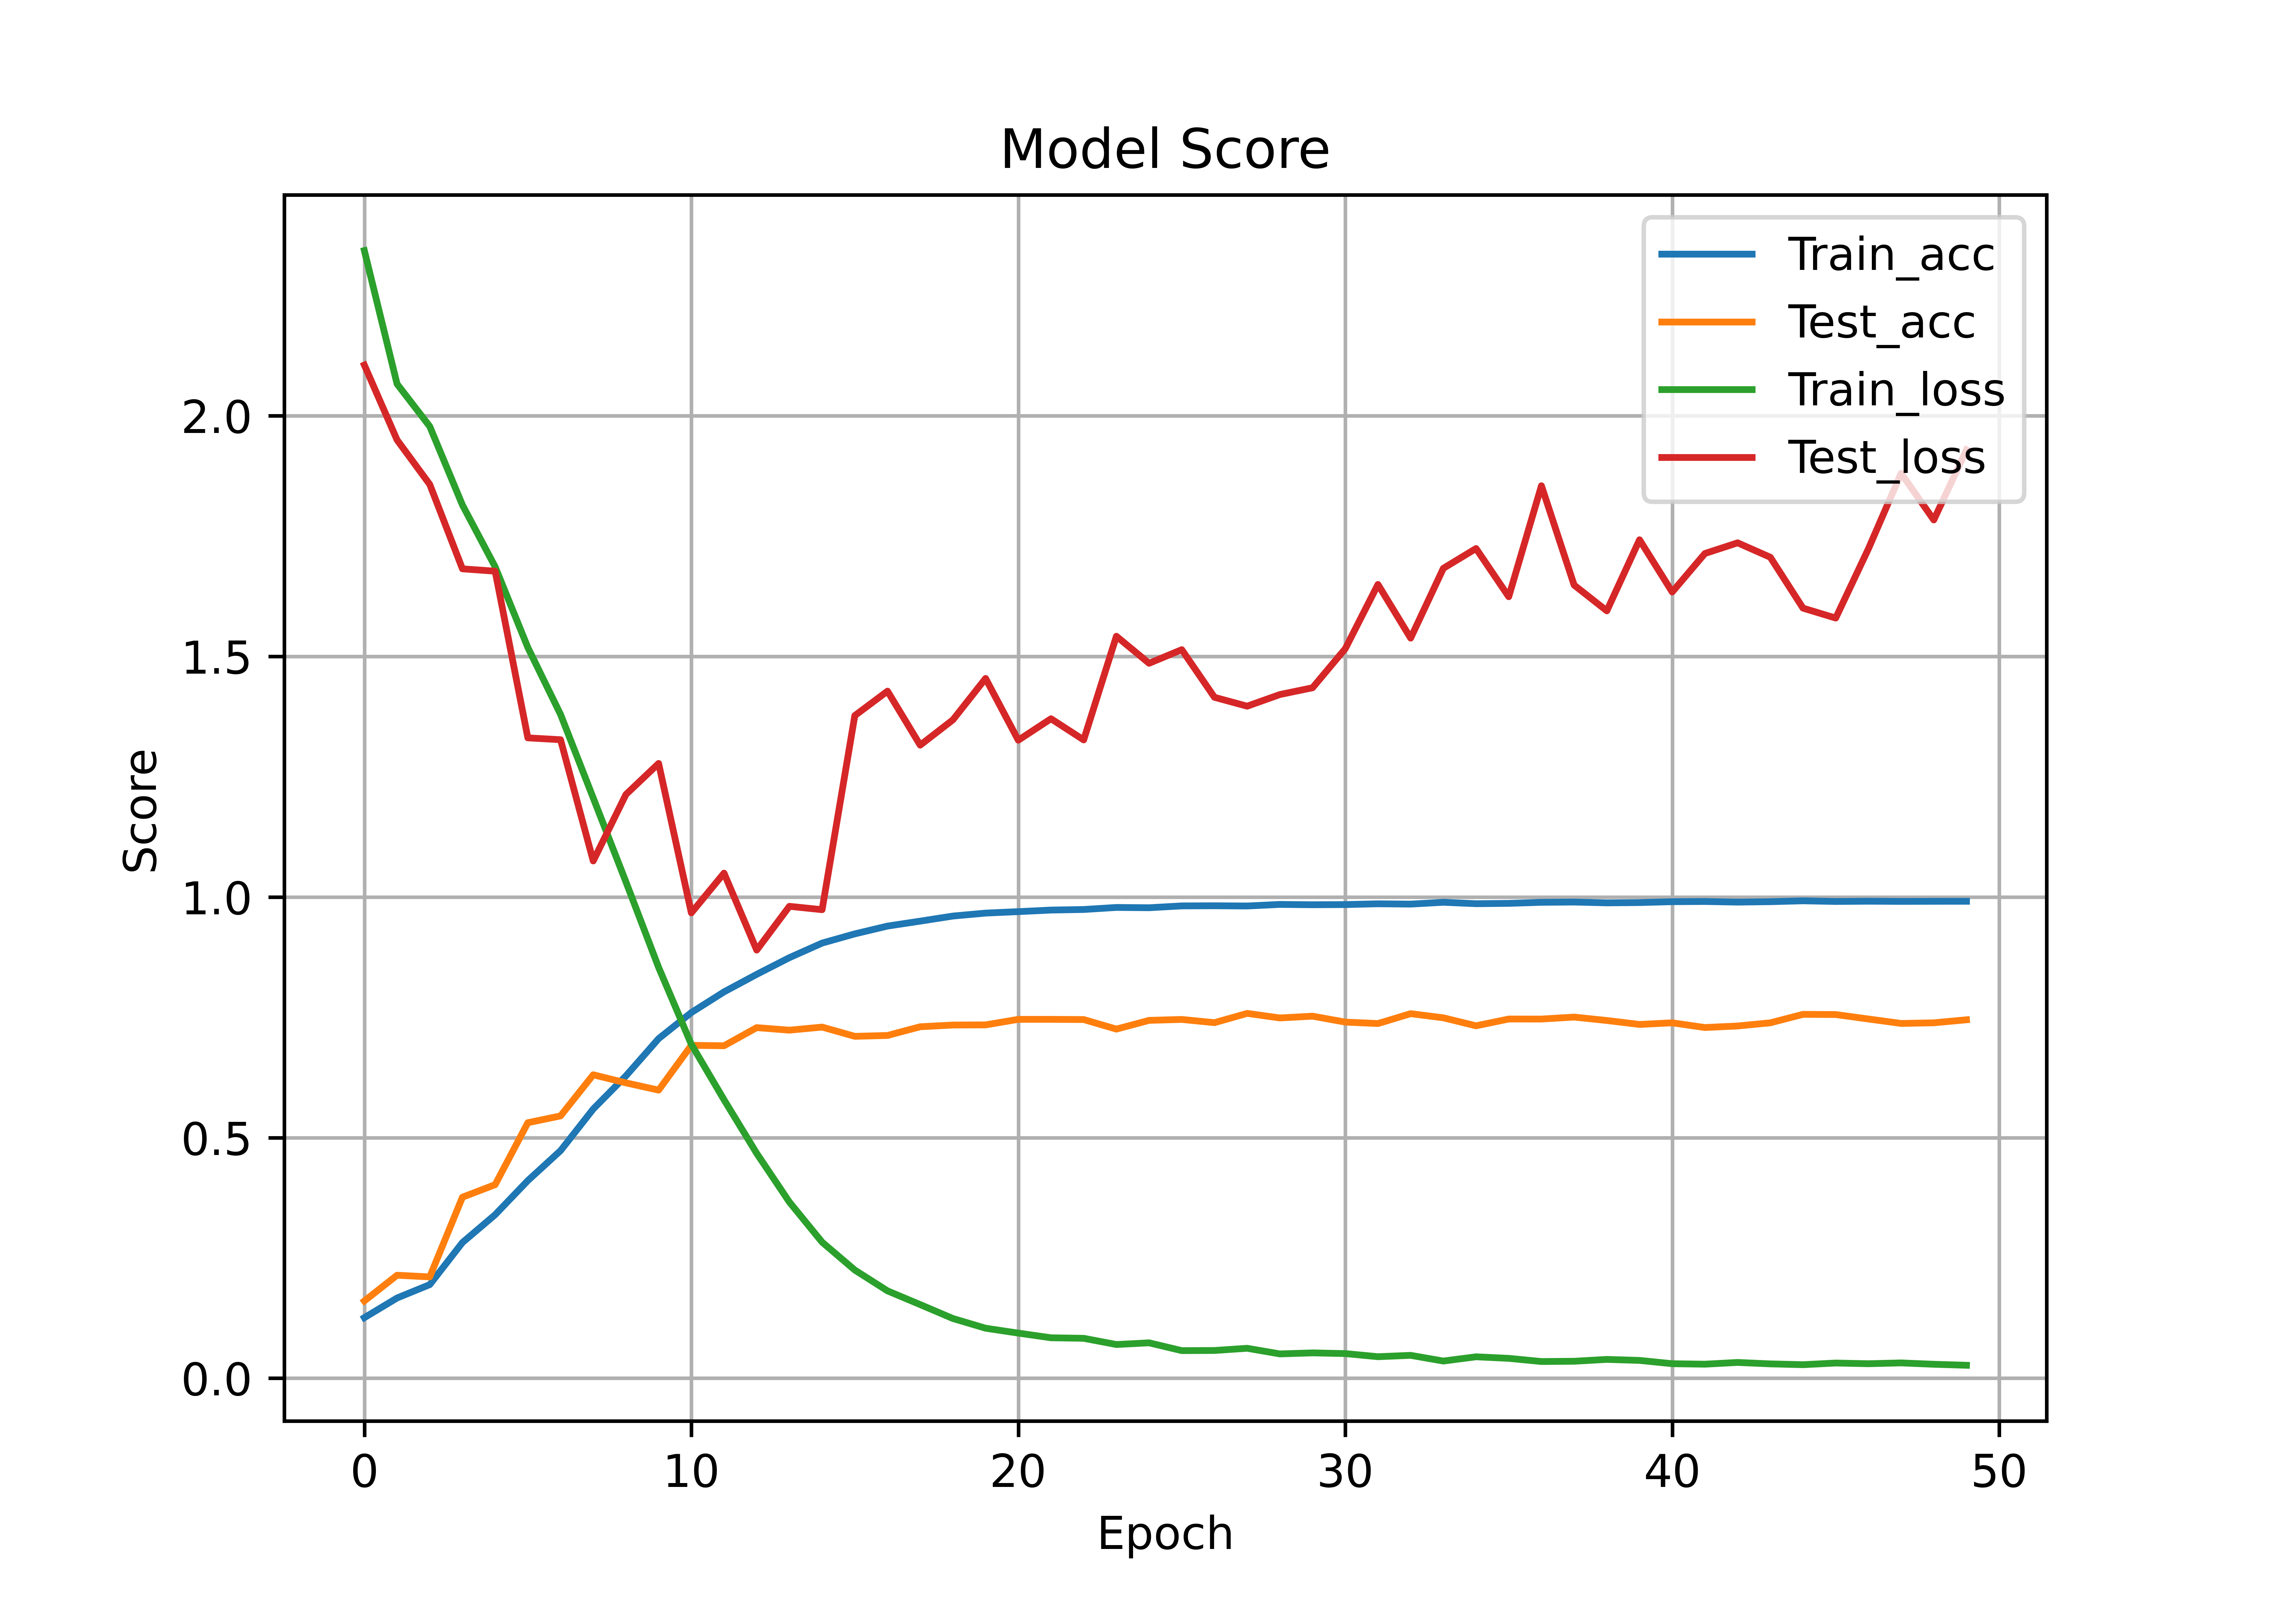 Model Score
Train_acc
Test_acc
Train_loss
Test_loss
Score
2.0
1.5
1.0
0.5
0.0
0 10 20 30 40 50
Epoch